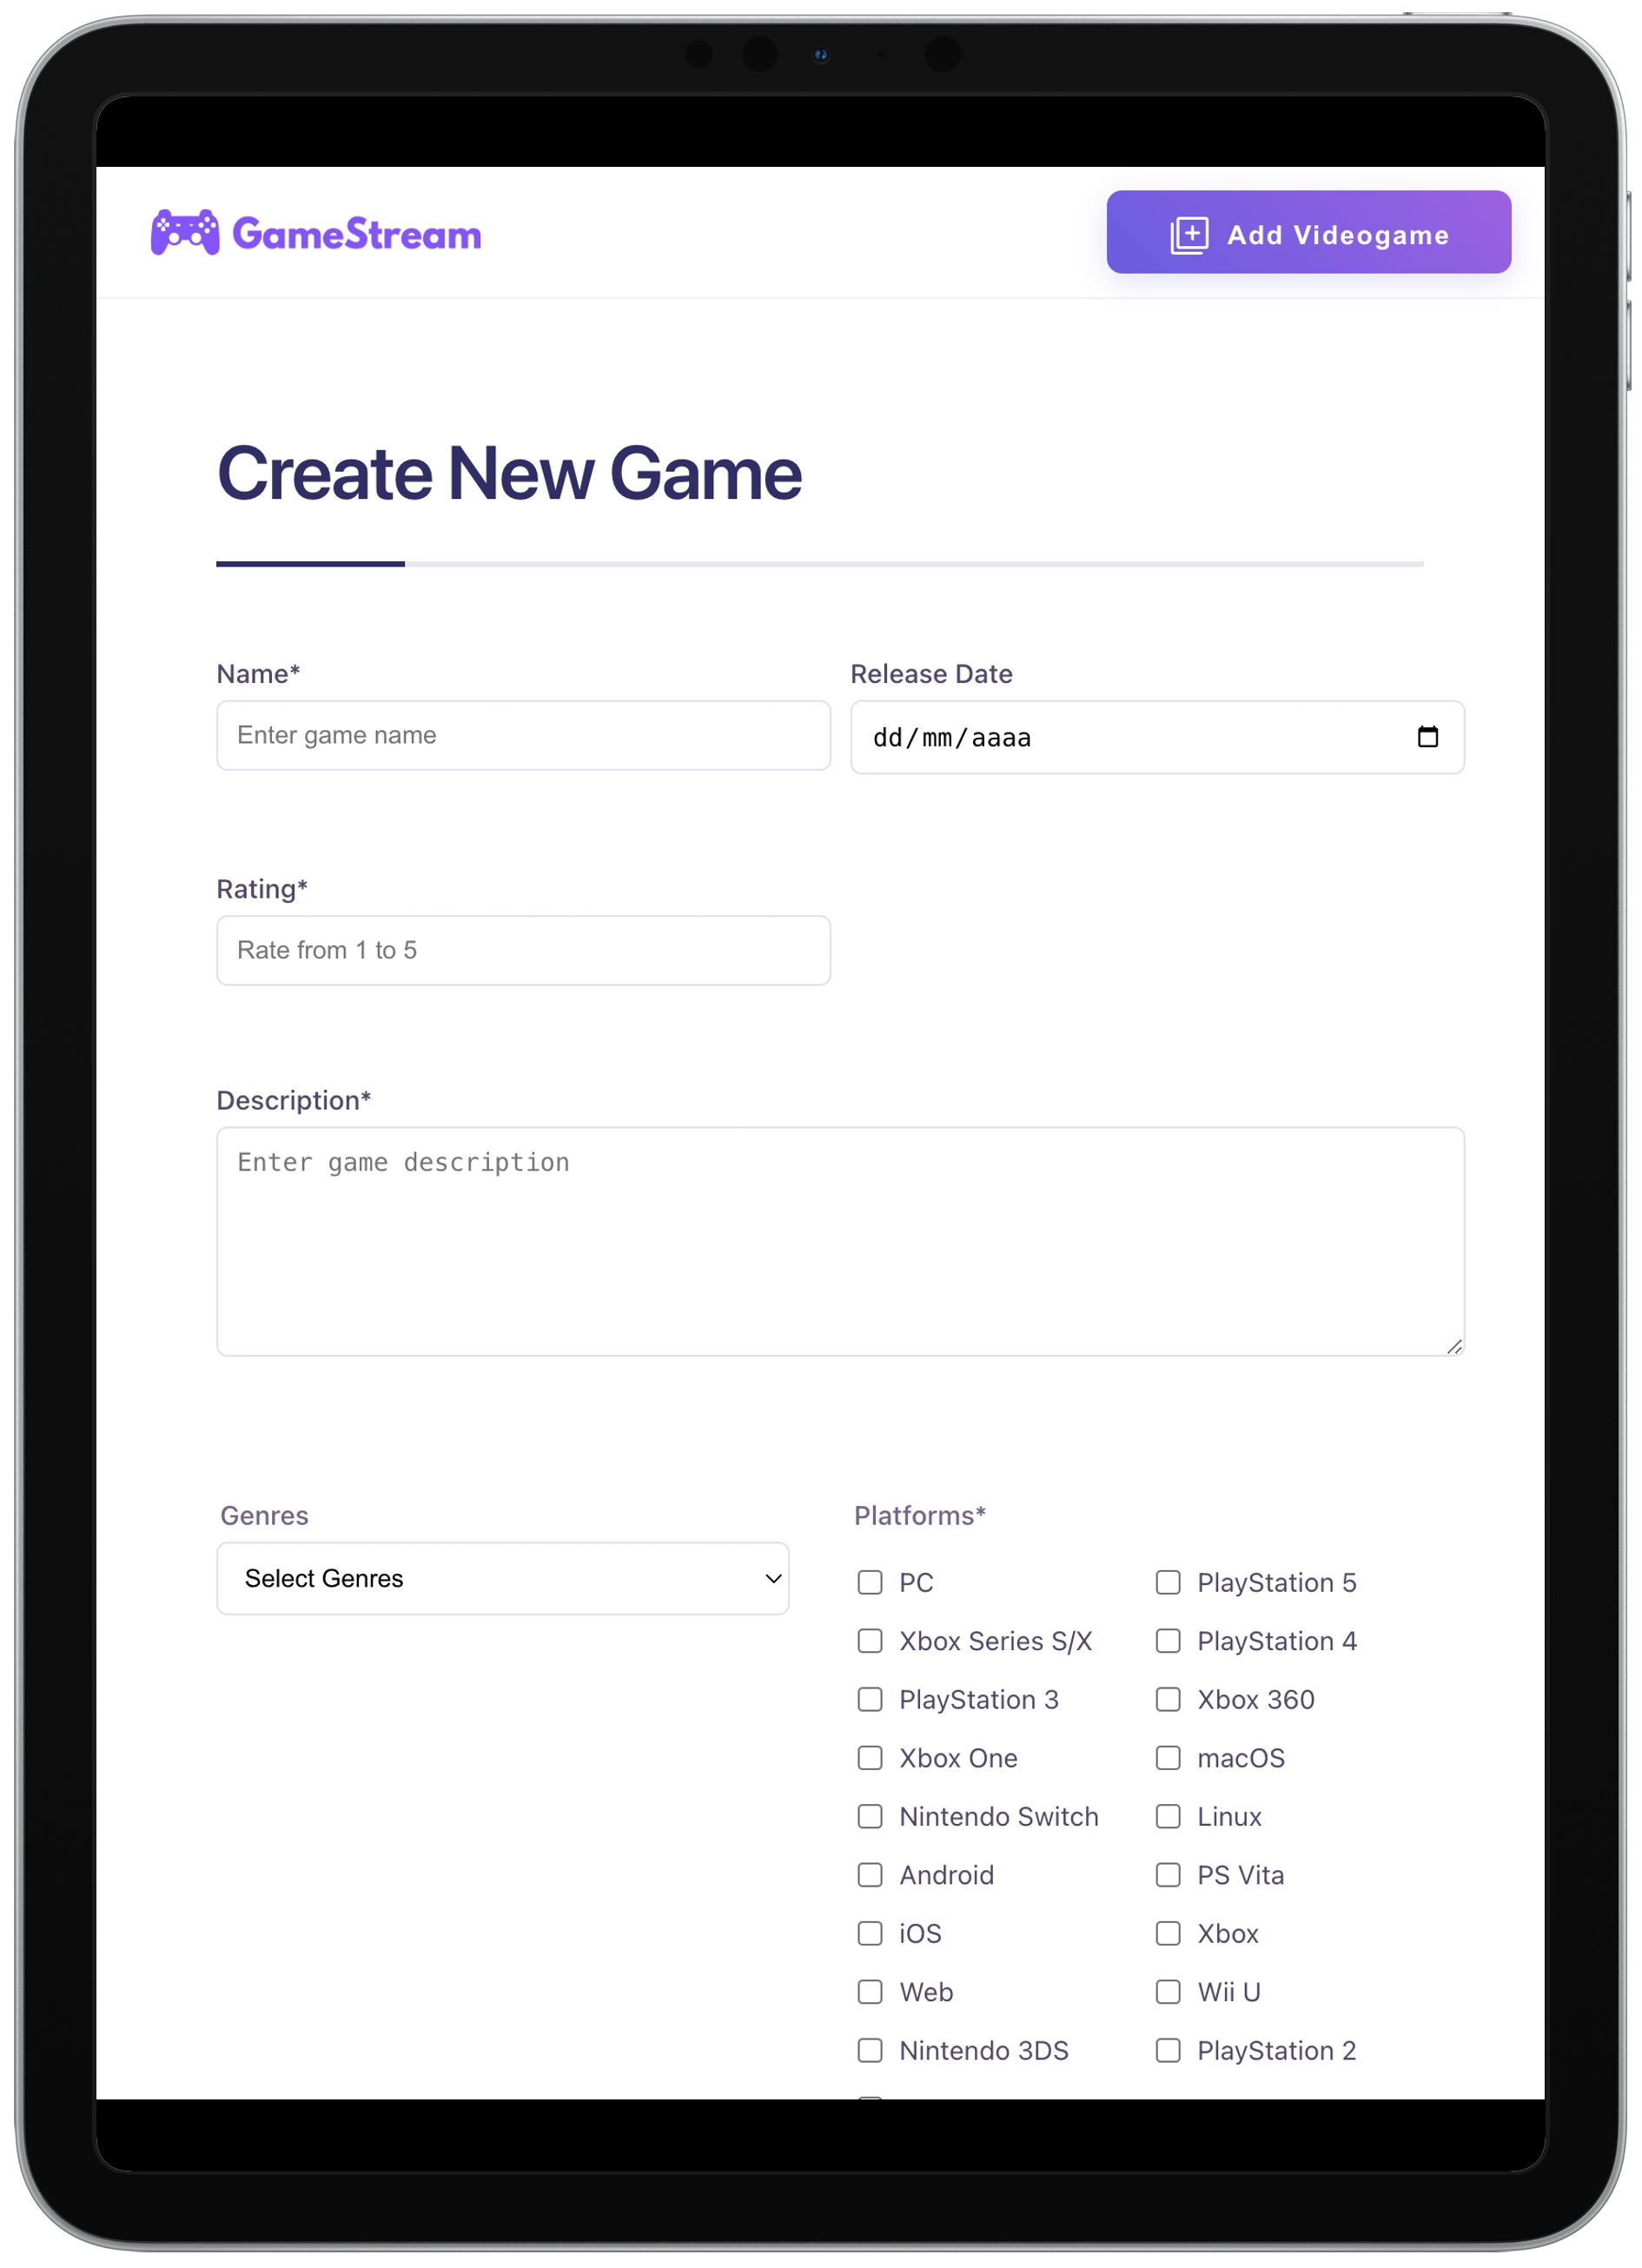 GameStream
Add Videogame
Create New Game
Name*
Release Date
Enter game name
dd/mm/aaaa
Rating*
Rate from 1 to 5
Description*
Enter game description
Genres
Platforms*
Select Genres
PC
PlayStation 5
Xbox Series S/X
PlayStation 4
PlayStation 3
Xbox 360
Xbox One
macOS
Nintendo Switch
Linux
Android
PS Vita
iOS
Xbox
Web
Wii U
Nintendo 3DS
PlayStation 2